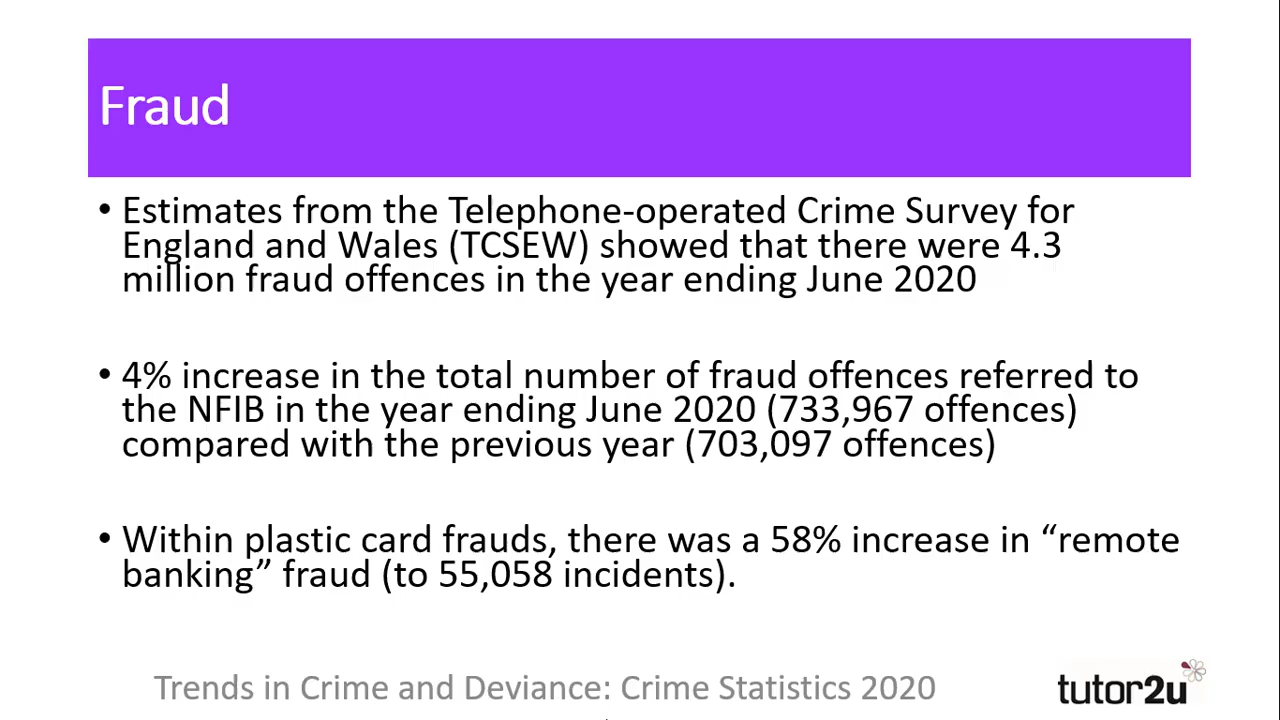 Fraud
• Estimates from the Telephone-operated Crime Survey for
England and Wales (TCSEW) showed that there were 4.3
million fraud offences in the year ending June 2020
• 4% increase in the total number of fraud offences referred to
the NFIB in the year ending June 2020 (733,967 offences)
compared with the previous year (703,097 offences)
• Within plastic card frauds, there was a 58% increase in “remote
banking” fraud (to 55,058 incidents).
Trends in Crime and Deviance: Crime Statistics 2020
tutor2u